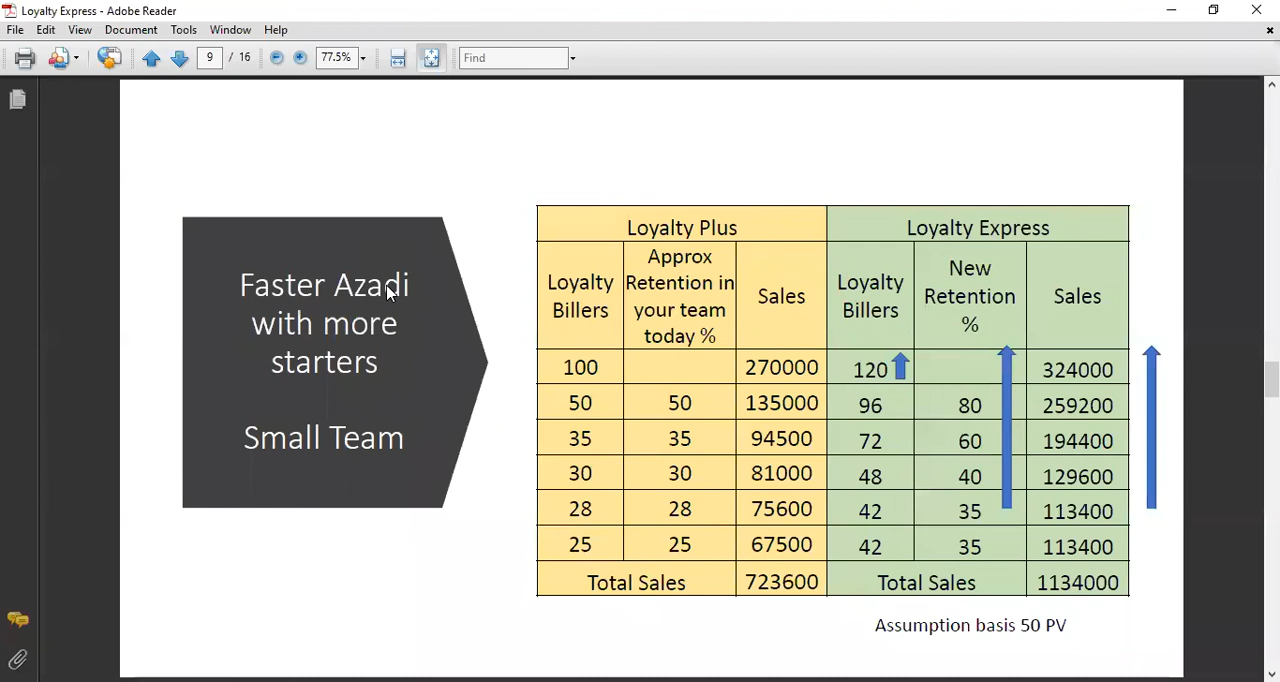 Loyalty Express - Adobe Reader
File Edit View Document Tools Window Help
9 / 16 77.5% Find
Faster Azadi
with more
starters
Small Team
Loyalty Plus Loyalty Express
Loyalty Billers Approx Retention in your team today % Sales Loyalty Billers New Retention % Sales
100 270000 120 324000
50 50 135000 96 80 259200
35 35 94500 72 60 194400
30 30 81000 48 40 129600
28 28 75600 42 35 113400
25 25 67500 42 35 113400
Total Sales 723600 Total Sales 1134000
Assumption basis 50 PV